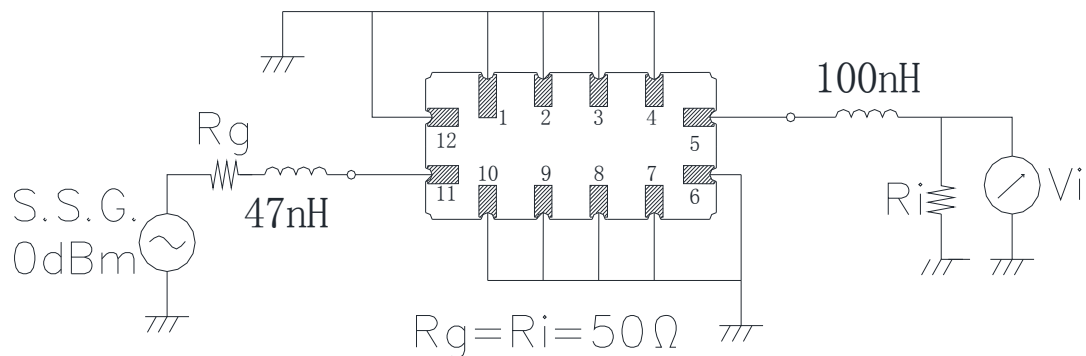 100nH
1 2 3 4
12 5
Rg
10 9 8 7
11 6
47nH
S.S.G.
0dBm
Ri
Vi
Rg=Ri=50Ω